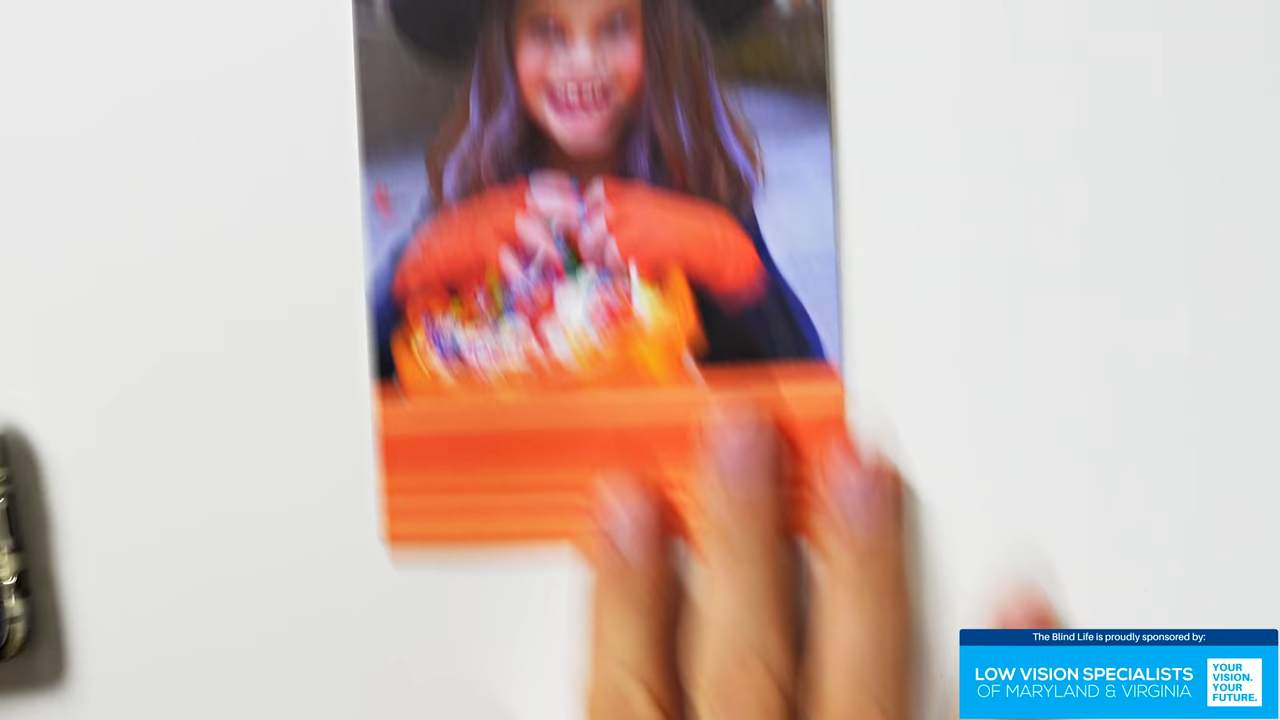 The Blind Life is proudly sponsored by:
LOW VISION SPECIALISTS
OF MARYLAND & VIRGINIA
YOUR
VISION.
YOUR
FUTURE.